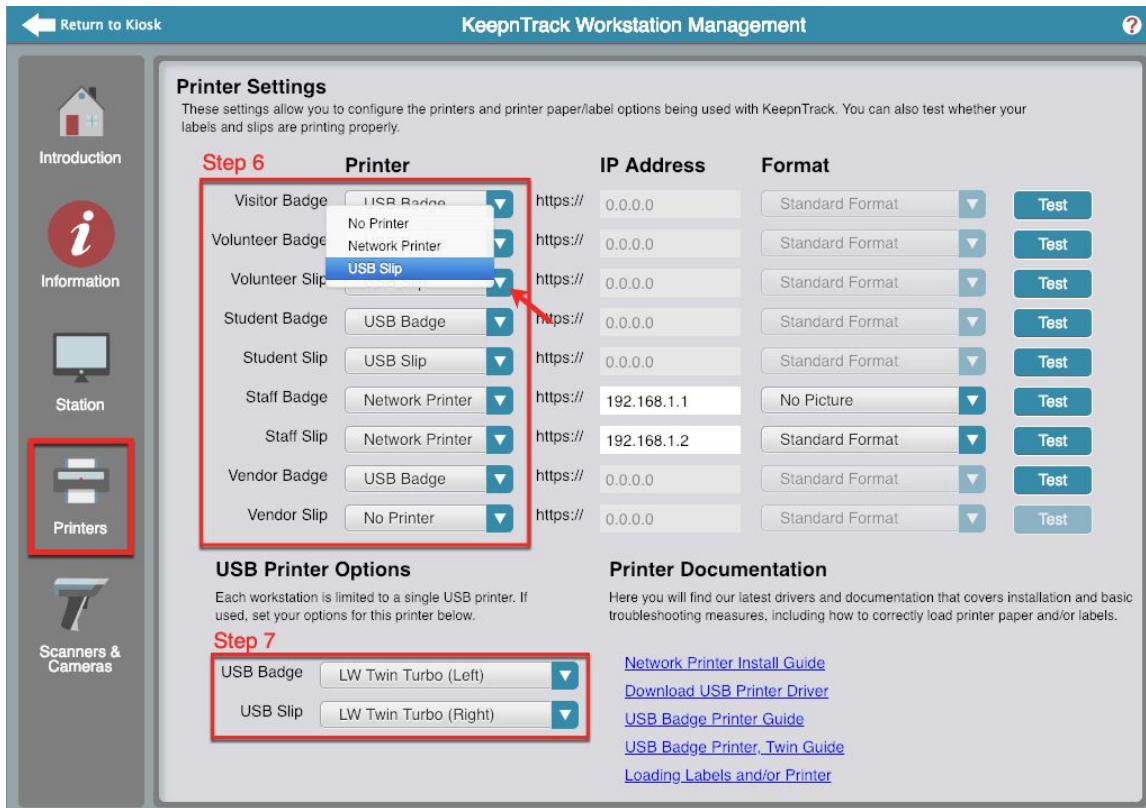 Return to Kiosk
KeepnTrack Workstation Management
?
Introduction
Information
Station
Printers
Scanners &
Cameras
Printer Settings
These settings allow you to configure the printers and printer paper/label options being used with KeepnTrack. You can also test whether your
labels and slips are printing properly.
Step 6 Printer IP Address Format
Visitor Badge USB Badge https:// 0.0.0.0 Standard Format Test
No Printer
Volunteer Badge Network Printer https:// 0.0.0.0 Standard Format Test
USB Slip
Volunteer Slip https:// 0.0.0.0 Standard Format Test
Student Badge USB Badge https:// 0.0.0.0 Standard Format Test
Student Slip USB Slip https:// 0.0.0.0 Standard Format Test
Staff Badge Network Printer https:// 192.168.1.1 No Picture Test
Staff Slip Network Printer https:// 192.168.1.2 Standard Format Test
Vendor Badge USB Badge https:// 0.0.0.0 Standard Format Test
Vendor Slip No Printer https:// 0.0.0.0 Standard Format Test
USB Printer Options
Each workstation is limited to a single USB printer. If
used, set your options for this printer below.
Step 7
USB Badge LW Twin Turbo (Left)
USB Slip LW Twin Turbo (Right)
Printer Documentation
Here you will find our latest drivers and documentation that covers installation and basic
troubleshooting measures, including how to correctly load printer paper and/or labels.
Network Printer Install Guide
Download USB Printer Driver
USB Badge Printer Guide
USB Badge Printer, Twin Guide
Loading Labels and/or Printer